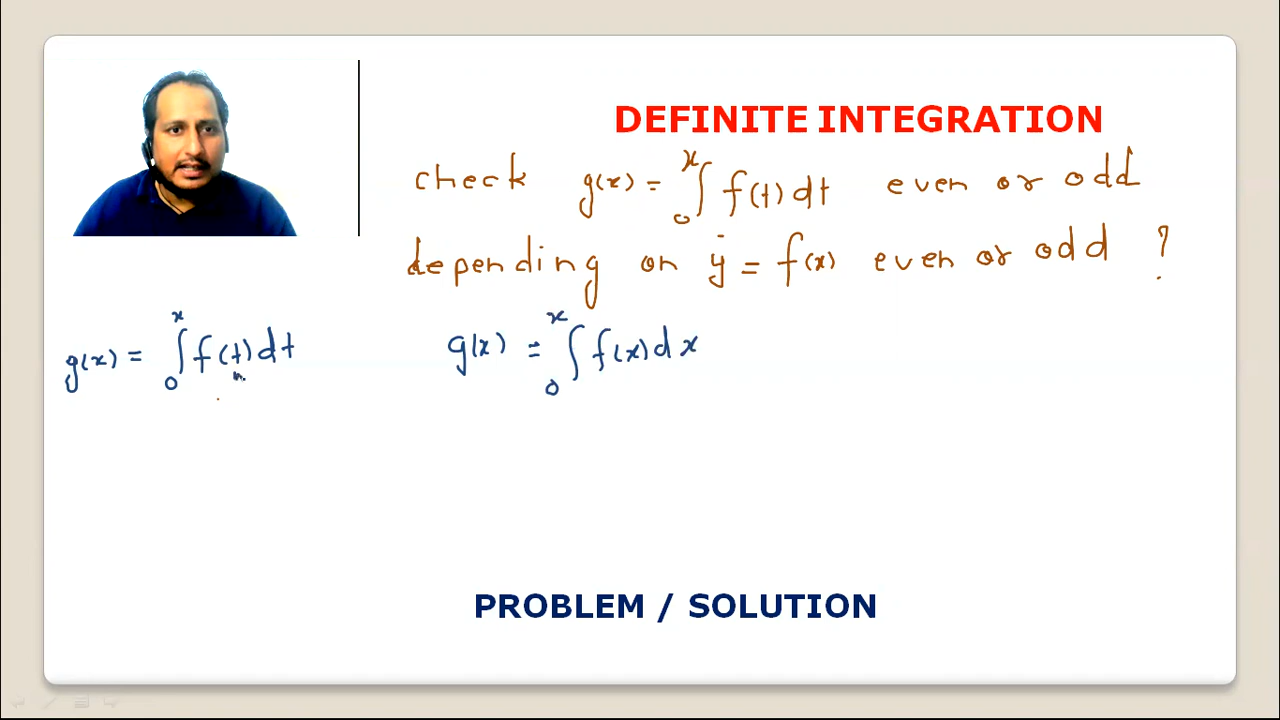 DEFINITE INTEGRATION
check g(x) = ∫₀ˣ f(t) dt even or odd
depending on y = f(x) even or odd ?
g(x) = ∫₀ˣ f(t) dt
g(x) = ∫₀ˣ f(x) dx
PROBLEM / SOLUTION